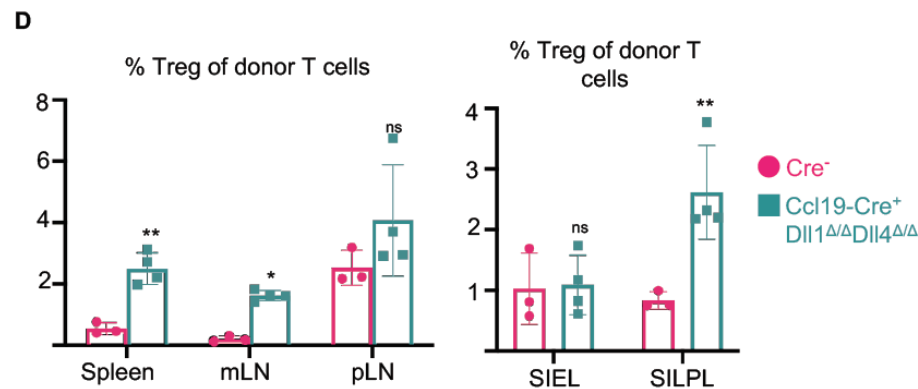 D
% Treg of donor T cells
8
6
4
2
**
*
ns
Spleen
mLN
pLN
% Treg of donor T
cells
4
3
2
1
ns
**
SIEL
SILPL
Cre⁻
Ccl19-Cre⁺
Dll1^Δ/ΔDll4^Δ/Δ